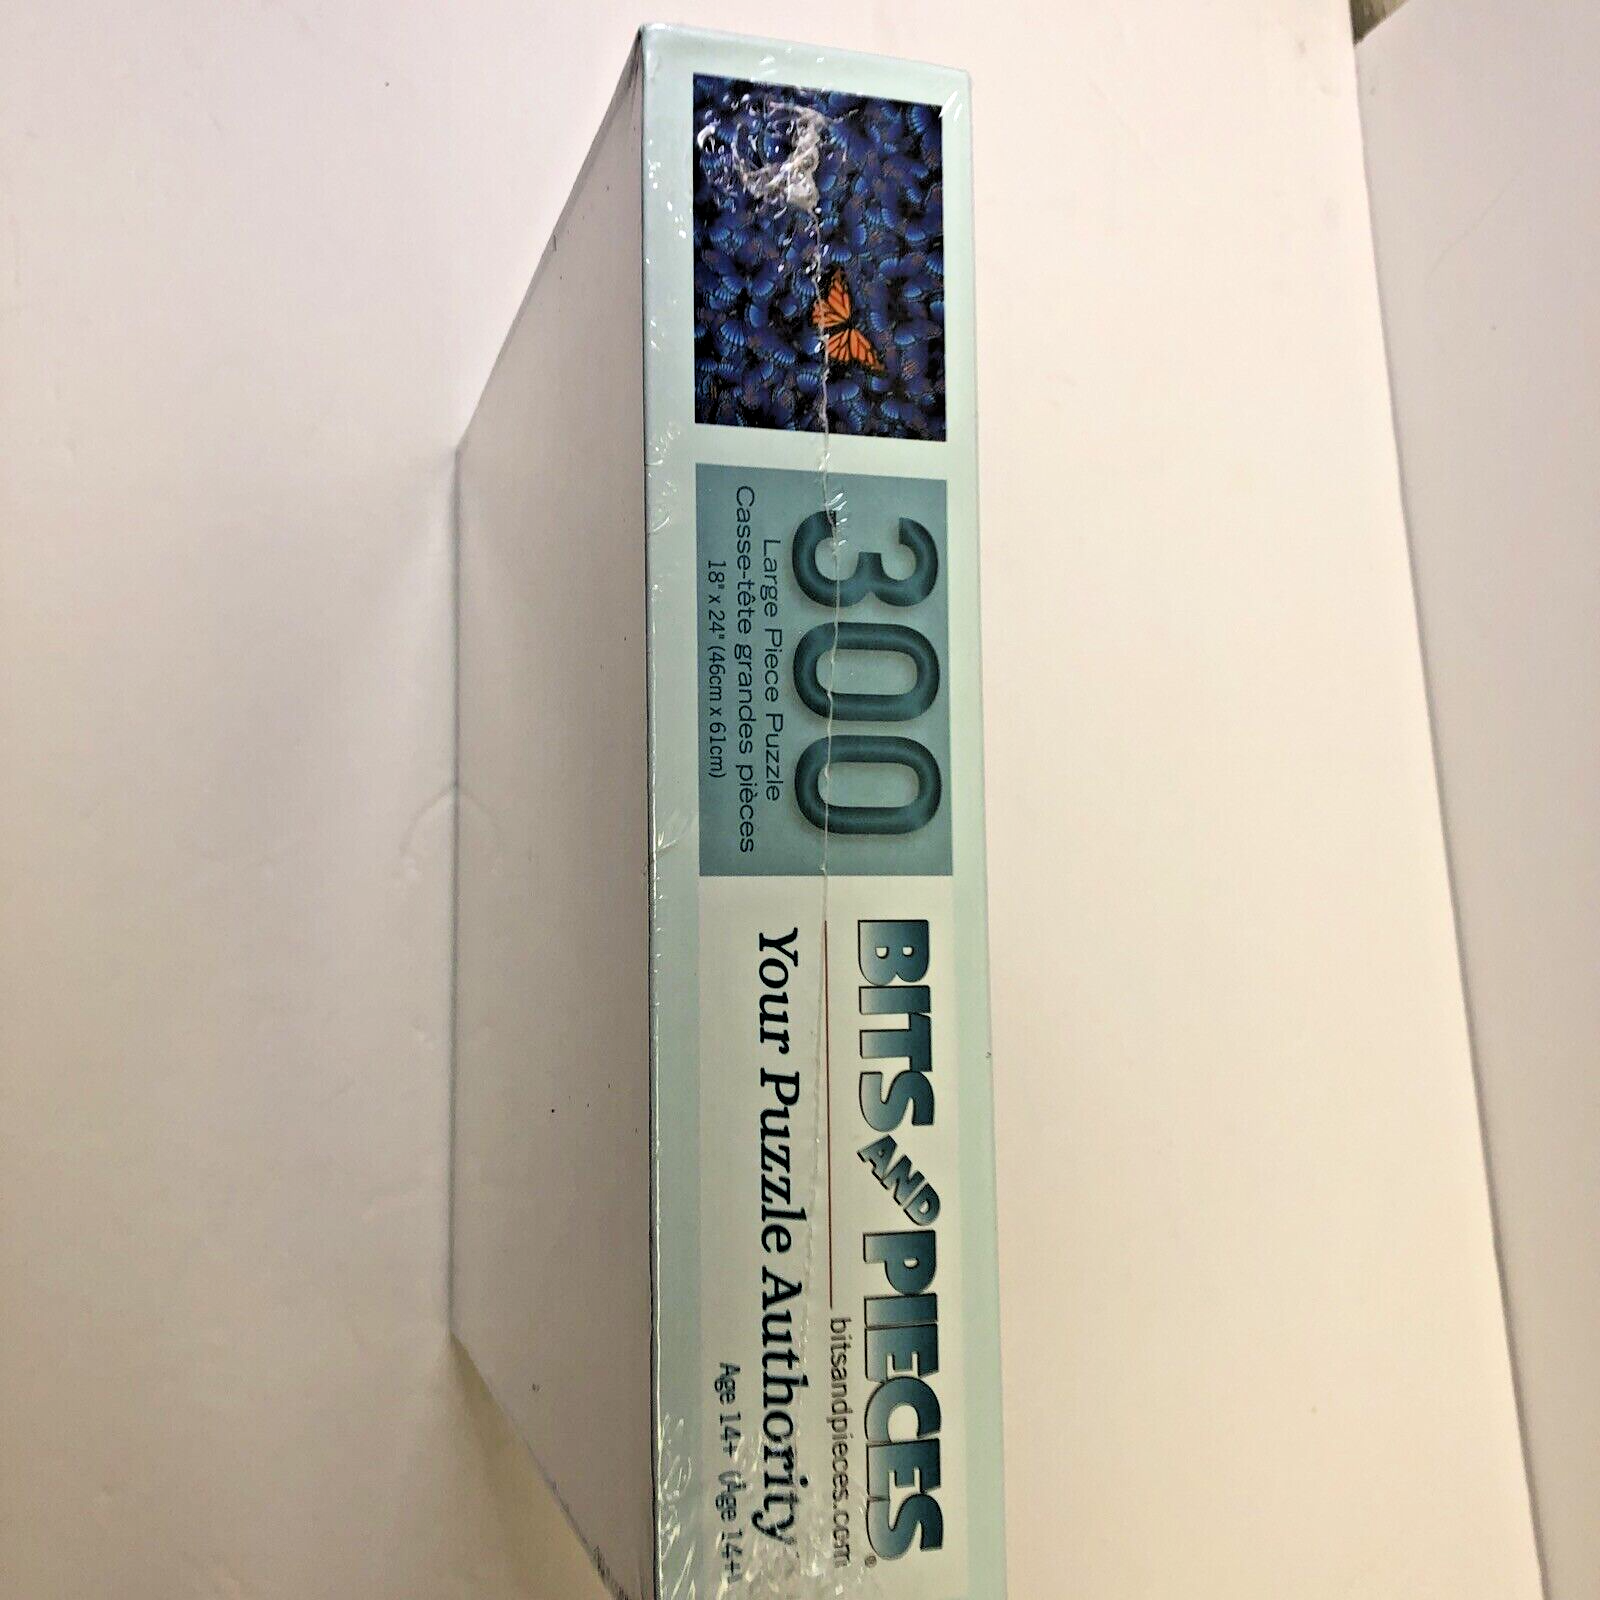 300
Large Piece Puzzle
Casse-tête grandes pièces
18" x 24" (46cm x 61cm)
BITS AND PIECES®
bitsandpieces.com
Your Puzzle Authority
Age 14+ (Âge 14+)